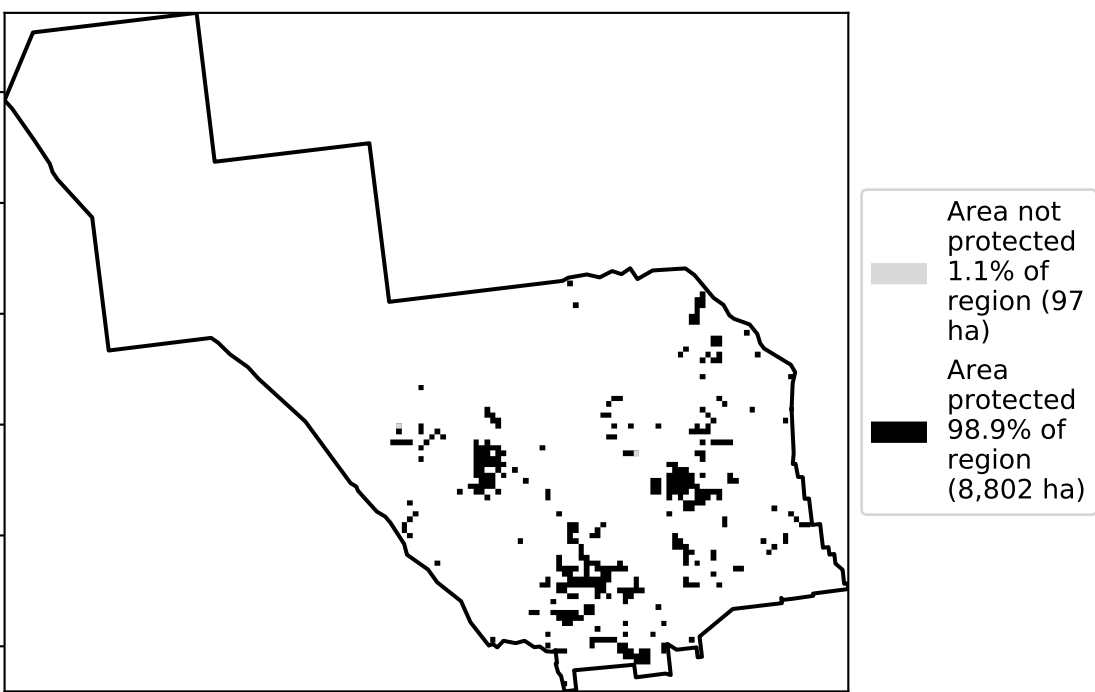 Area not
protected
1.1% of
region (97
ha)
Area
protected
98.9% of
region
(8,802 ha)